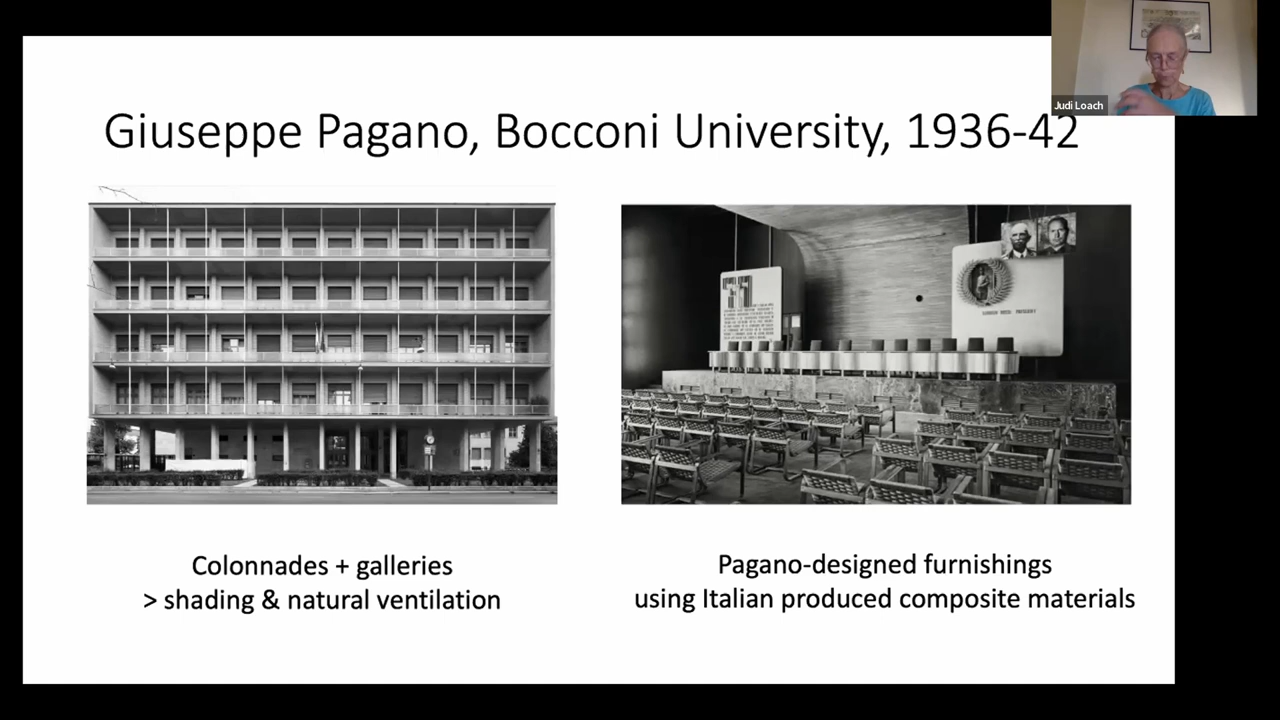 Judi Loach
Giuseppe Pagano, Bocconi University, 1936-42
Colonnades + galleries
> shading & natural ventilation
Pagano-designed furnishings
using Italian produced composite materials